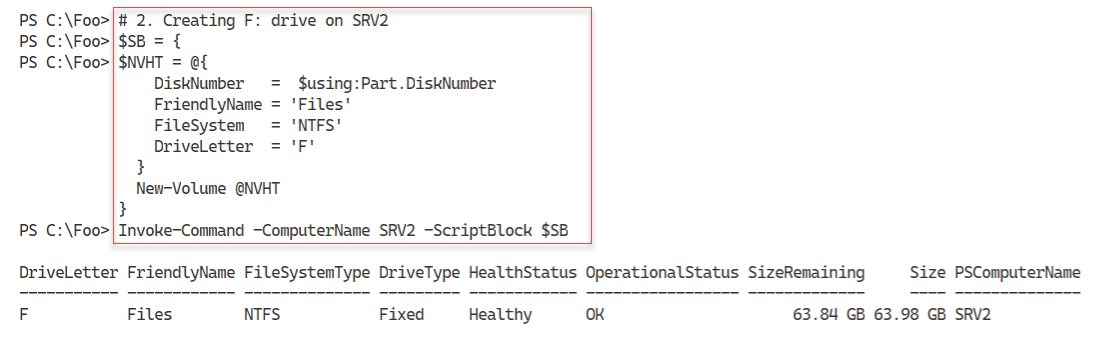 PS C:\Foo> # 2. Creating F: drive on SRV2
PS C:\Foo> $SB = {
PS C:\Foo> $NVHT = @{
               DiskNumber   =  $using:Part.DiskNumber
               FriendlyName = 'Files'
               FileSystem   = 'NTFS'
               DriveLetter  = 'F'
             }
             New-Volume @NVHT
           }
PS C:\Foo> Invoke-Command -ComputerName SRV2 -ScriptBlock $SB
DriveLetter FriendlyName FileSystemType DriveType HealthStatus OperationalStatus SizeRemaining     Size PSComputerName
----------- ------------ -------------- --------- ------------ ----------------- -------------     ---- --------------
F           Files        NTFS           Fixed     Healthy      OK                     63.84 GB 63.98 GB SRV2